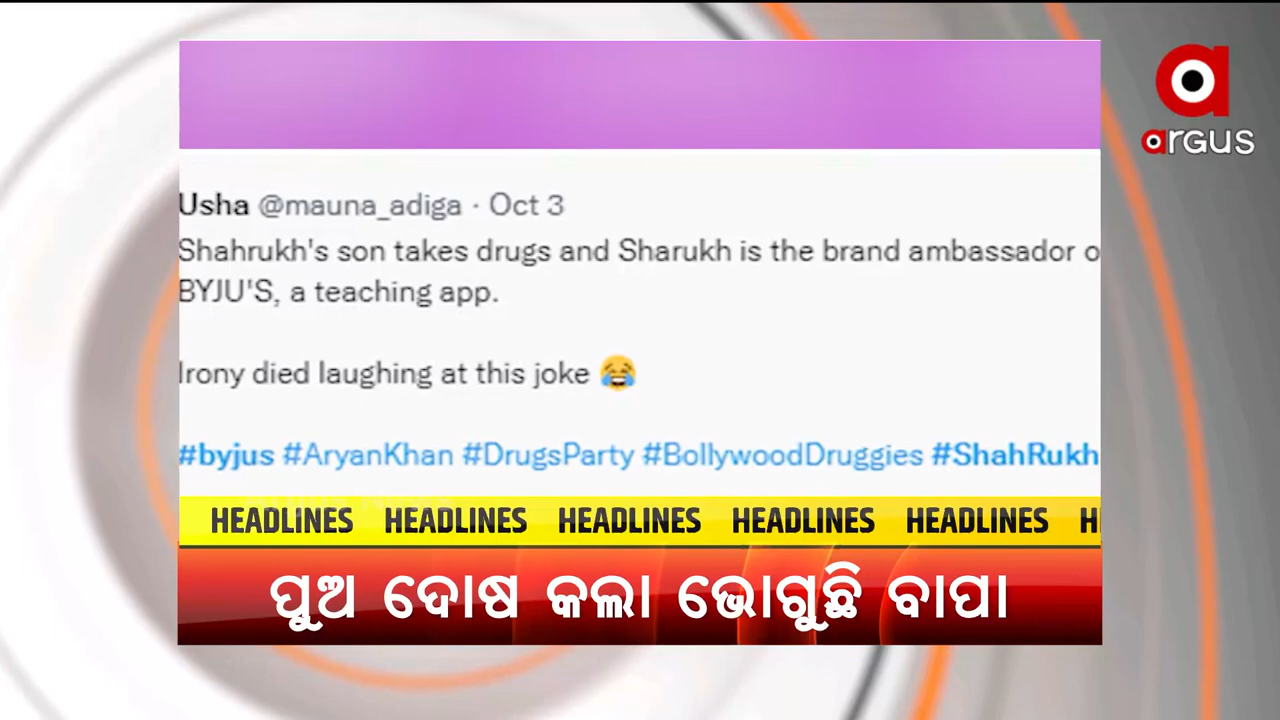 argus
Usha @mauna_adiga · Oct 3
Shahrukh's son takes drugs and Sharukh is the brand ambassador o
BYJU'S, a teaching app.
Irony died laughing at this joke 😂
#byjus #AryanKhan #DrugsParty #BollywoodDruggies #ShahRukh
HEADLINES HEADLINES HEADLINES HEADLINES HEADLINES H
ପୁଅ ଦୋଷ କଲା ଭୋଗୁଛି ବାପା